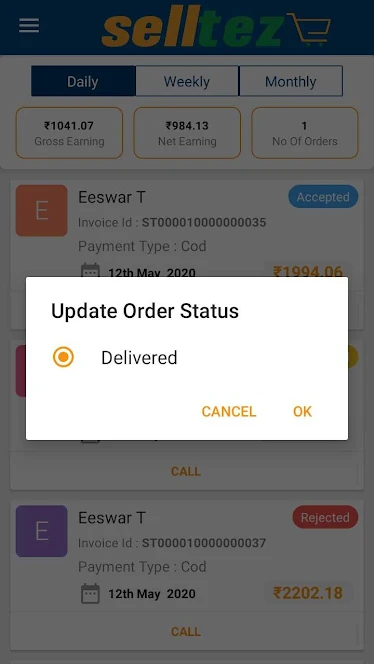 selltez
Daily Weekly Monthly
₹1041.07 ₹984.13 1
Gross Earning Net Earning No Of Orders
E Eeswar T Accepted
Invoice Id : ST000010000000035
Payment Type : Cod
12th May 2020 ₹1994.06
Update Order Status
Delivered
CANCEL OK
CALL
E Eeswar T Rejected
Invoice Id : ST000010000000037
Payment Type : Cod
12th May 2020 ₹2202.18
CALL